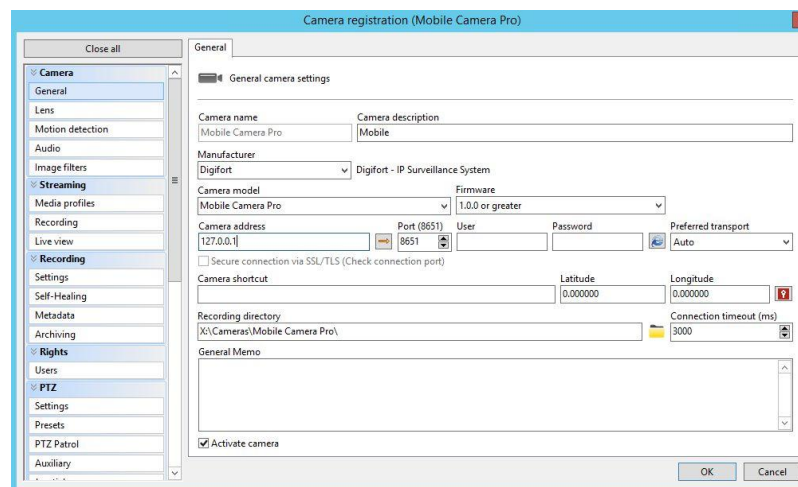 Camera registration (Mobile Camera Pro)
Close all
General
Camera
General
Lens
Motion detection
Audio
Image filters
Streaming
Media profiles
Recording
Live view
Recording
Settings
Self-Healing
Metadata
Archiving
Rights
Users
PTZ
Settings
Presets
PTZ Patrol
Auxiliary
General camera settings
Camera name Camera description
Mobile Camera Pro Mobile
Manufacturer
Digifort Digifort - IP Surveillance System
Camera model Firmware
Mobile Camera Pro 1.0.0 or greater
Camera address Port (8651) User Password Preferred transport
127.0.0.1 8651 Auto
Secure connection via SSL/TLS (Check connection port)
Camera shortcut Latitude Longitude
0.000000 0.000000
Recording directory Connection timeout (ms)
X:\Cameras\Mobile Camera Pro\ 3000
General Memo
Activate camera
OK Cancel